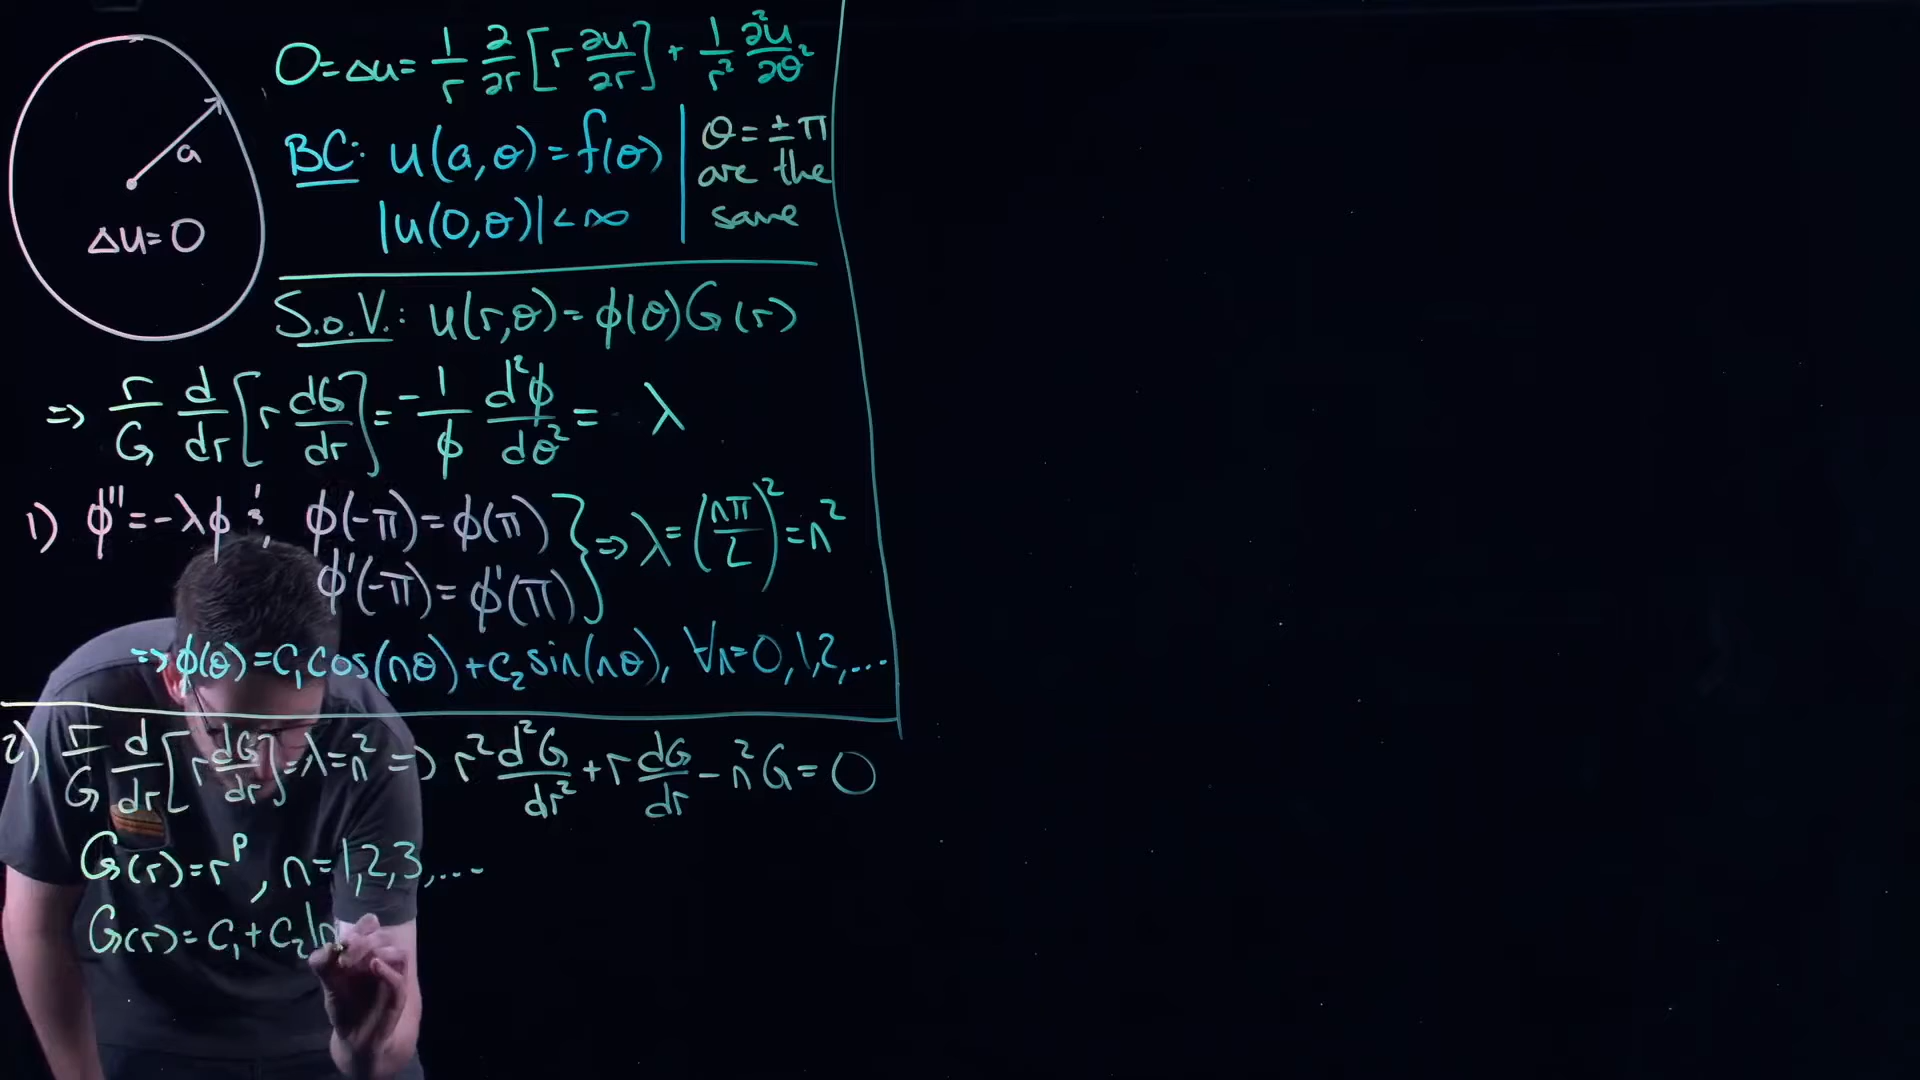 a
Δu=0
0=Δu= 1/r ∂/∂r [r ∂u/∂r] + 1/r² ∂²u/∂θ²
BC: u(a,θ)=f(θ)
|u(0,θ)|<∞
θ=±π
are the
same
S.o.V.: u(r,θ)=φ(θ)G(r)
=> r/G d/dr [r dG/dr] = -1/φ d²φ/dθ² = λ
1) φ''=-λφ ; φ(-π)=φ(π) } => λ=(nπ/L)²=n²
φ'(-π)=φ'(π)
=> φ(θ)=c₁cos(nθ)+c₂sin(nθ), ∀n=0,1,2,...
2) r/G d/dr [r dG/dr]=λ=n² => r² d²G/dr² + r dG/dr - n²G=0
G(r)=r^p, n=1,2,3,...
G(r)=c₁+c₂ln